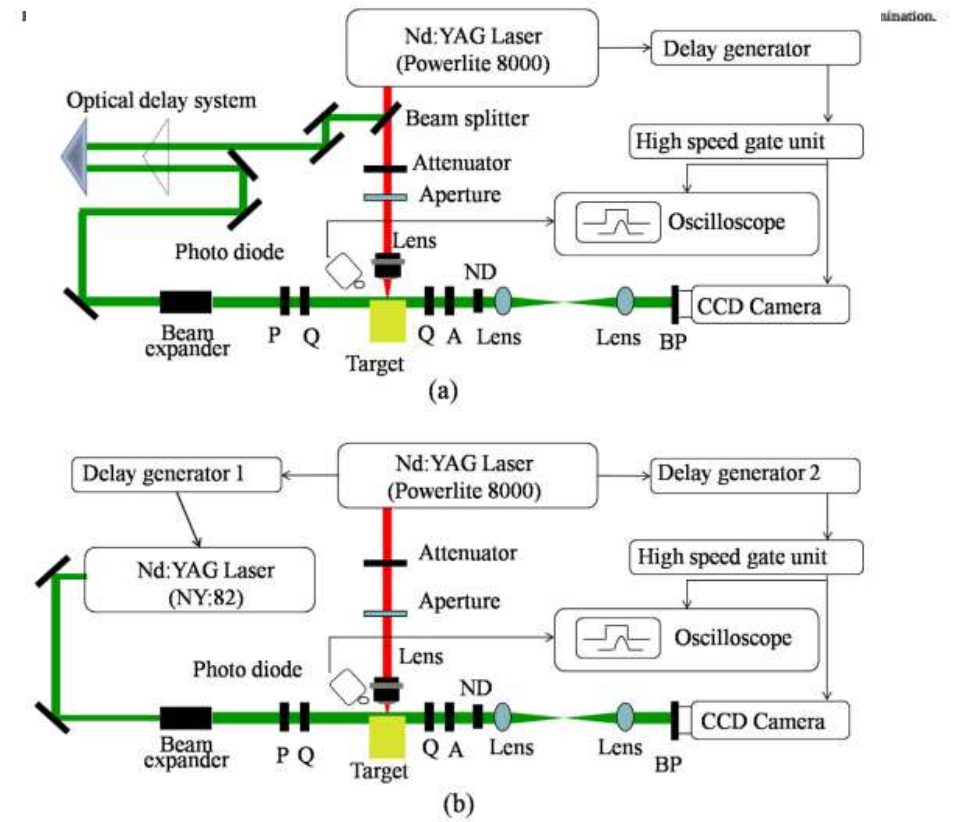 mination.
Nd:YAG Laser
(Powerlite 8000)
Delay generator
Optical delay system
Beam splitter
High speed gate unit
Attenuator
Aperture
Oscilloscope
Photo diode
Lens
ND
CCD Camera
Beam
expander
P
Q
Target
Q
A
Lens
Lens
BP
(a)
Delay generator 1
Nd:YAG Laser
(Powerlite 8000)
Delay generator 2
Attenuator
High speed gate unit
Nd:YAG Laser
(NY:82)
Aperture
Oscilloscope
Photo diode
Lens
ND
CCD Camera
Beam
expander
P
Q
Target
Q
A
Lens
Lens
BP
(b)